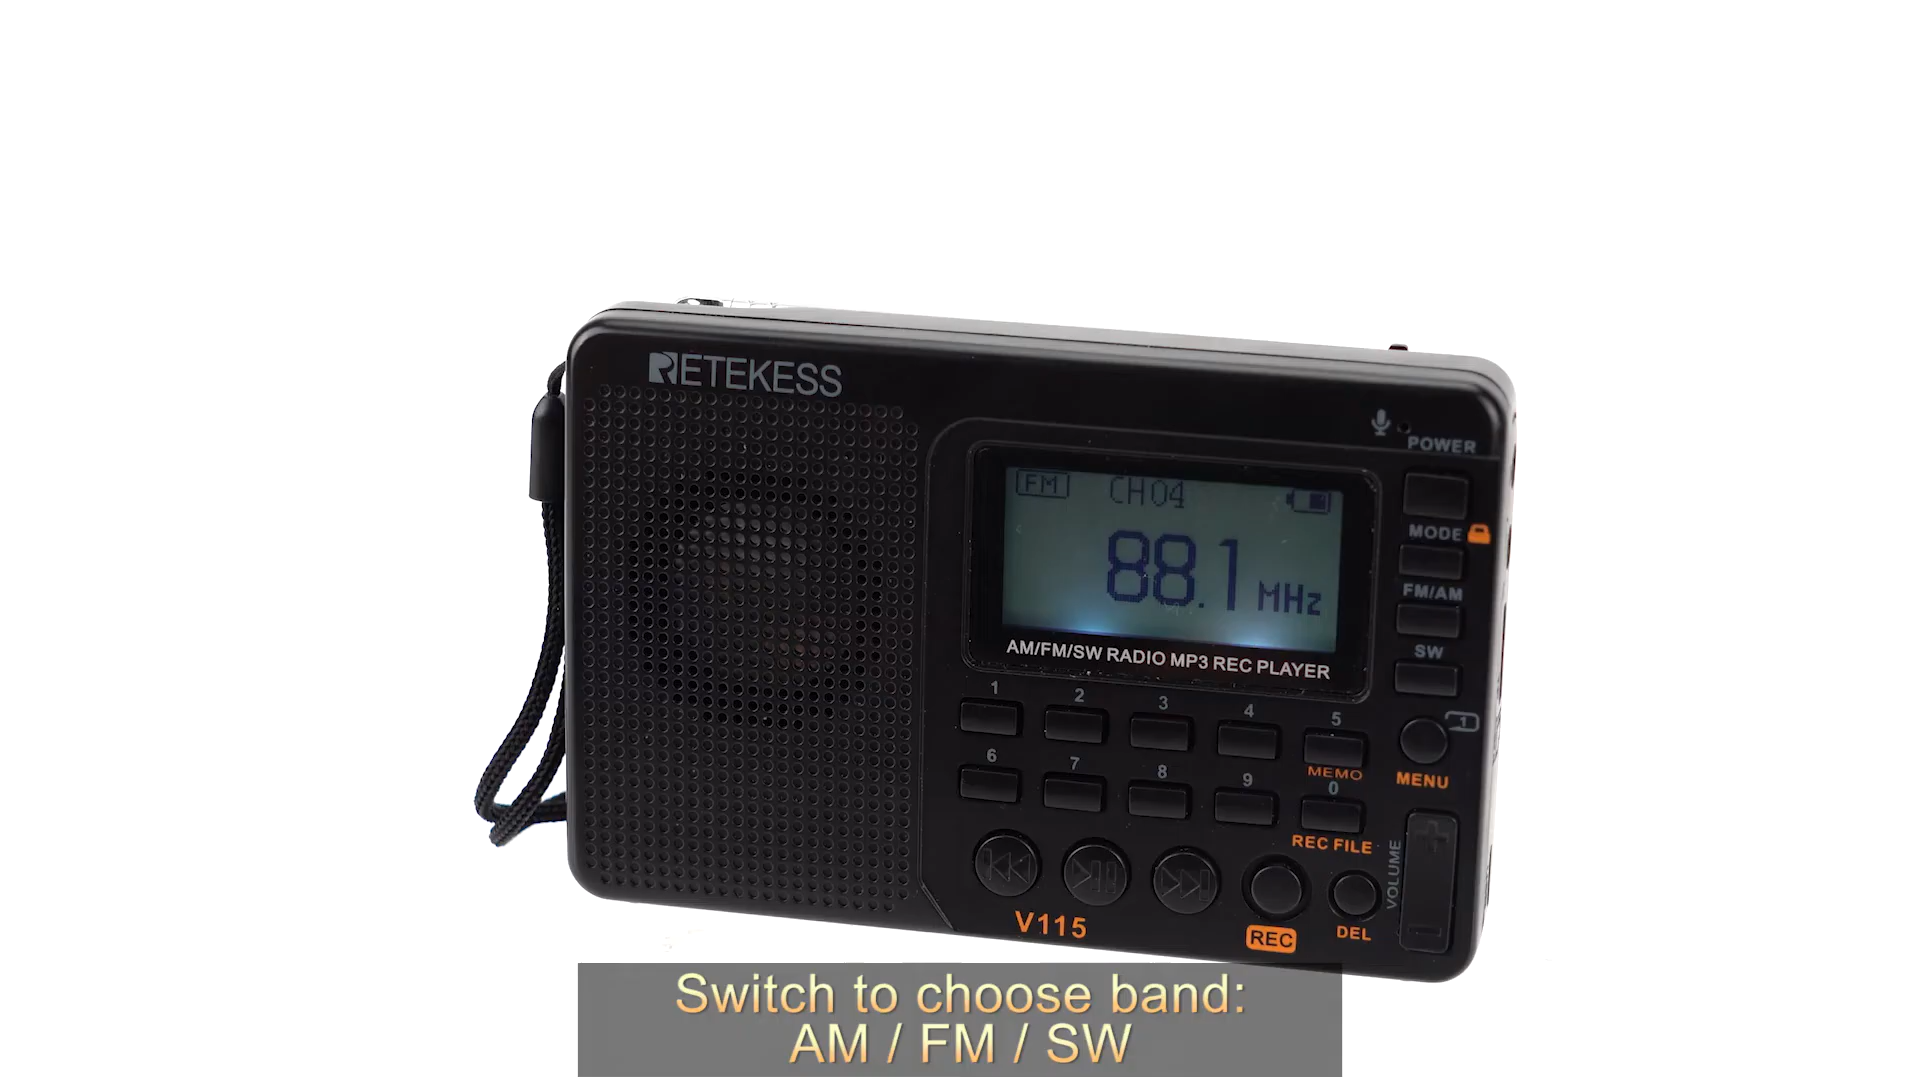 RETEKESS
POWER
FM CH04
88.1 MHz
MODE
FM/AM
SW
AM/FM/SW RADIO MP3 REC PLAYER
1 2 3 4 5
MEMO
1
MENU
6 7 8 9 0
REC FILE
VOLUME
V115
REC
DEL
Switch to choose band:
AM / FM / SW